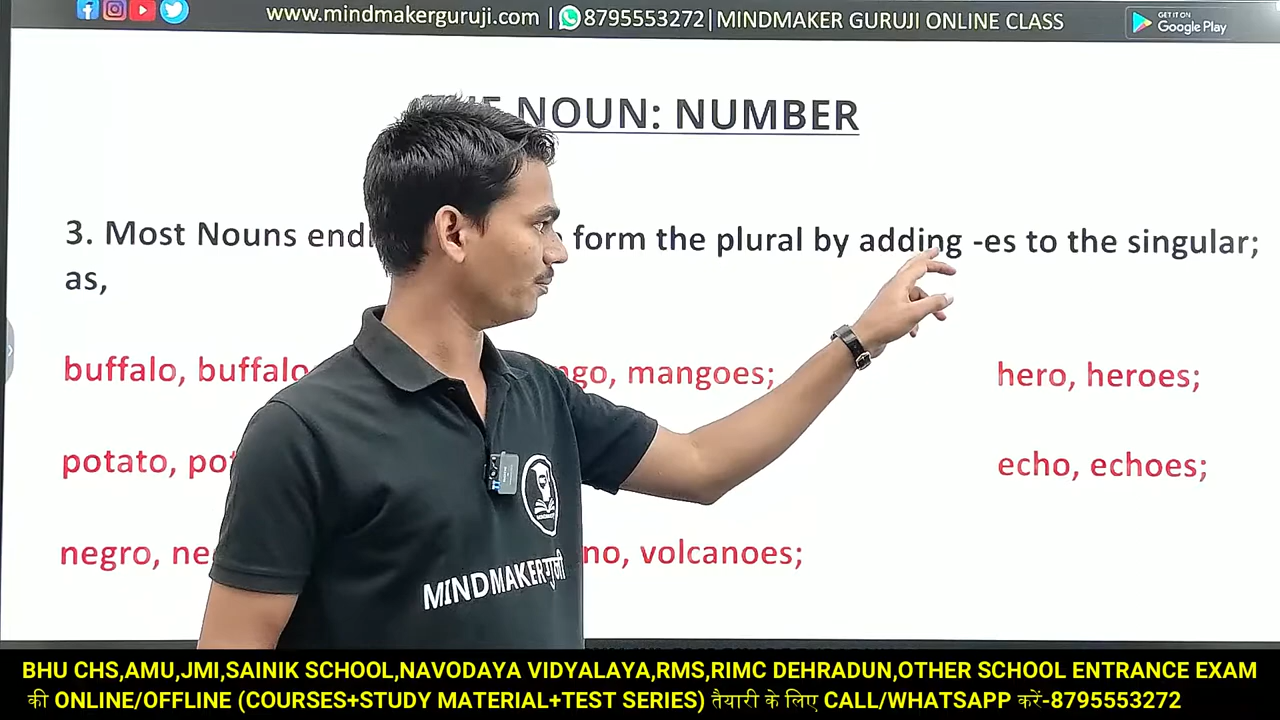 www.mindmakerguruji.com | 8795553272|MINDMAKER GURUJI ONLINE CLASS
GET IT ON
Google Play
NOUN: NUMBER
3. Most Nouns form the plural by adding -es to the singular;
as,
buffalo, mangoes; hero, heroes;
potato, echo, echoes;
negro, volcanoes;
MINDMAKERगुरुजी
BHU CHS,AMU,JMI,SAINIK SCHOOL,NAVODAYA VIDYALAYA,RMS,RIMC DEHRADUN,OTHER SCHOOL ENTRANCE EXAM
की ONLINE/OFFLINE (COURSES+STUDY MATERIAL+TEST SERIES) तैयारी के लिए CALL/WHATSAPP करें-8795553272